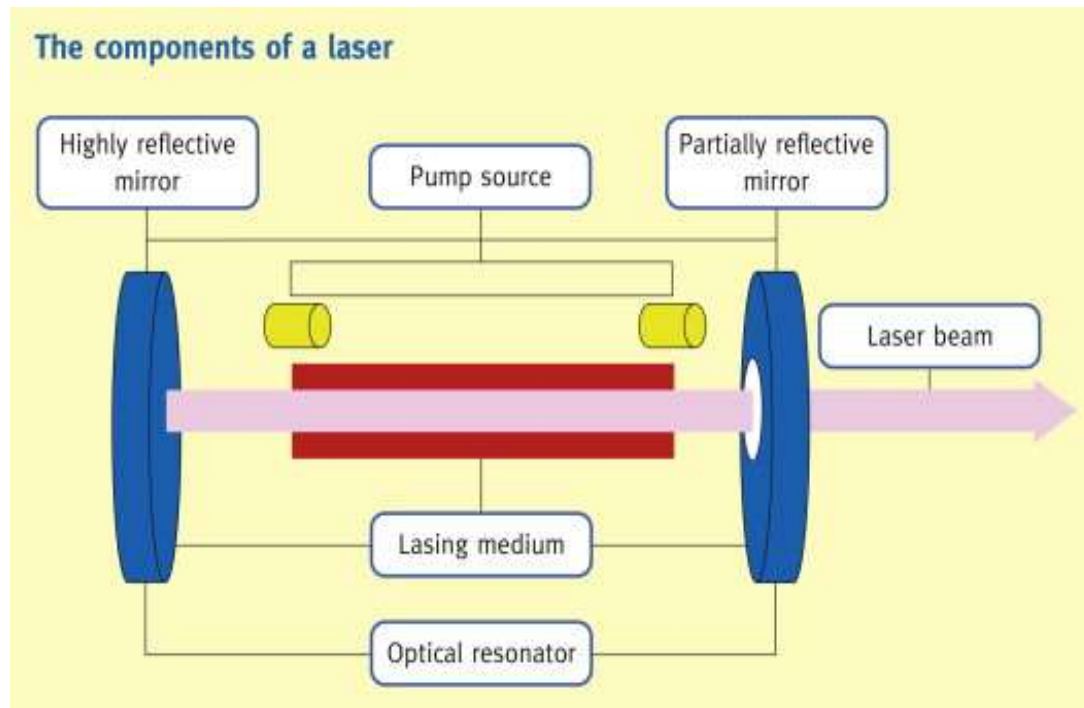 The components of a laser
Highly reflective
mirror
Pump source
Partially reflective
mirror
Laser beam
Lasing medium
Optical resonator